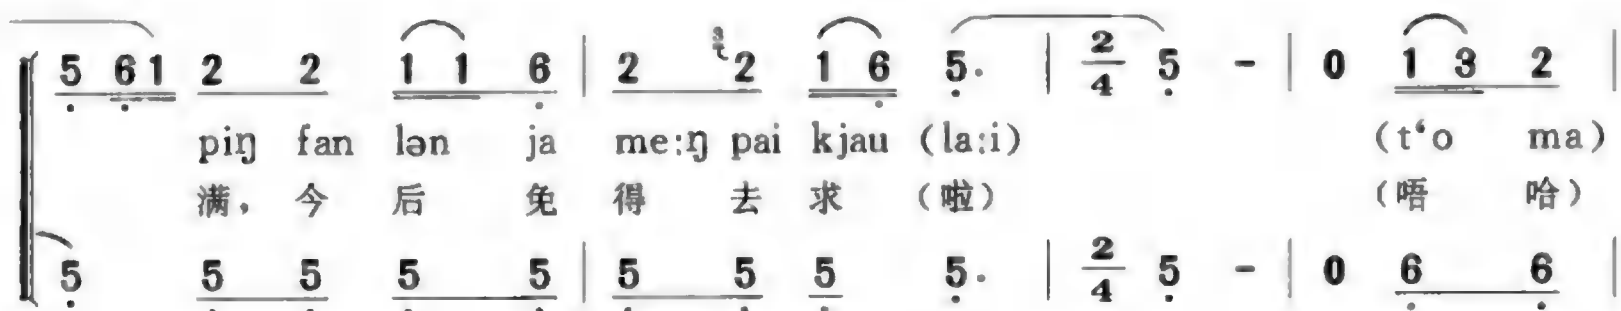 5 6 1 2 2 1 1 6 | 2 2 1 6 5· | 2/4 5 - | 0 1 3 2 |
piŋ fan lən ja me:ŋ pai kjau (la:i) (t‘o ma)
满，今 后 免 得 去 求 （啦） （唔 哈）
5 5 5 5 5 | 5 5 5 5· | 2/4 5 - | 0 6 6 |